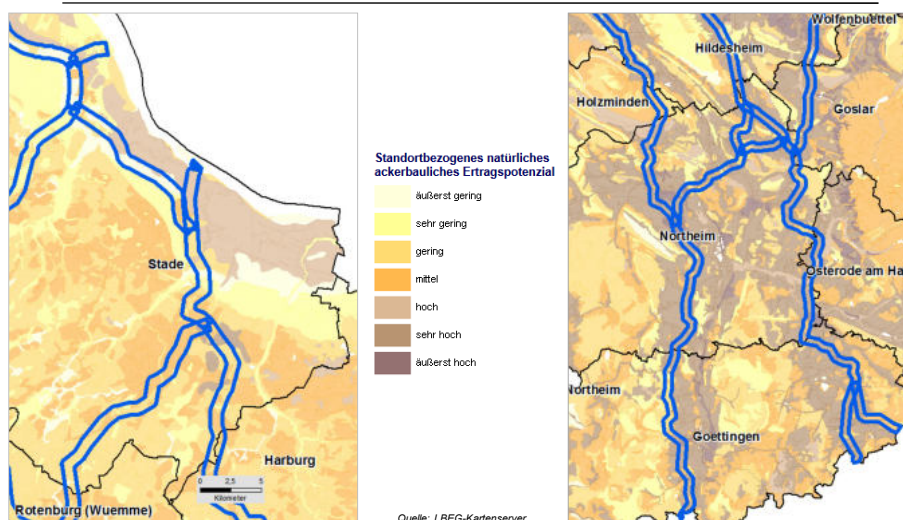 Stade
Harburg
0 2,5 5
Kilometer
Rotenburg (Wuemme)
Standortbezogenes natürliches
ackerbauliches Ertragspotenzial
äußerst gering
sehr gering
gering
mittel
hoch
sehr hoch
äußerst hoch
Quelle: LBEG-Kartenserver
Wolfenbuettel
Hildesheim
Holzminden
Goslar
Northeim
Osterode am Ha
Northeim
Goettingen